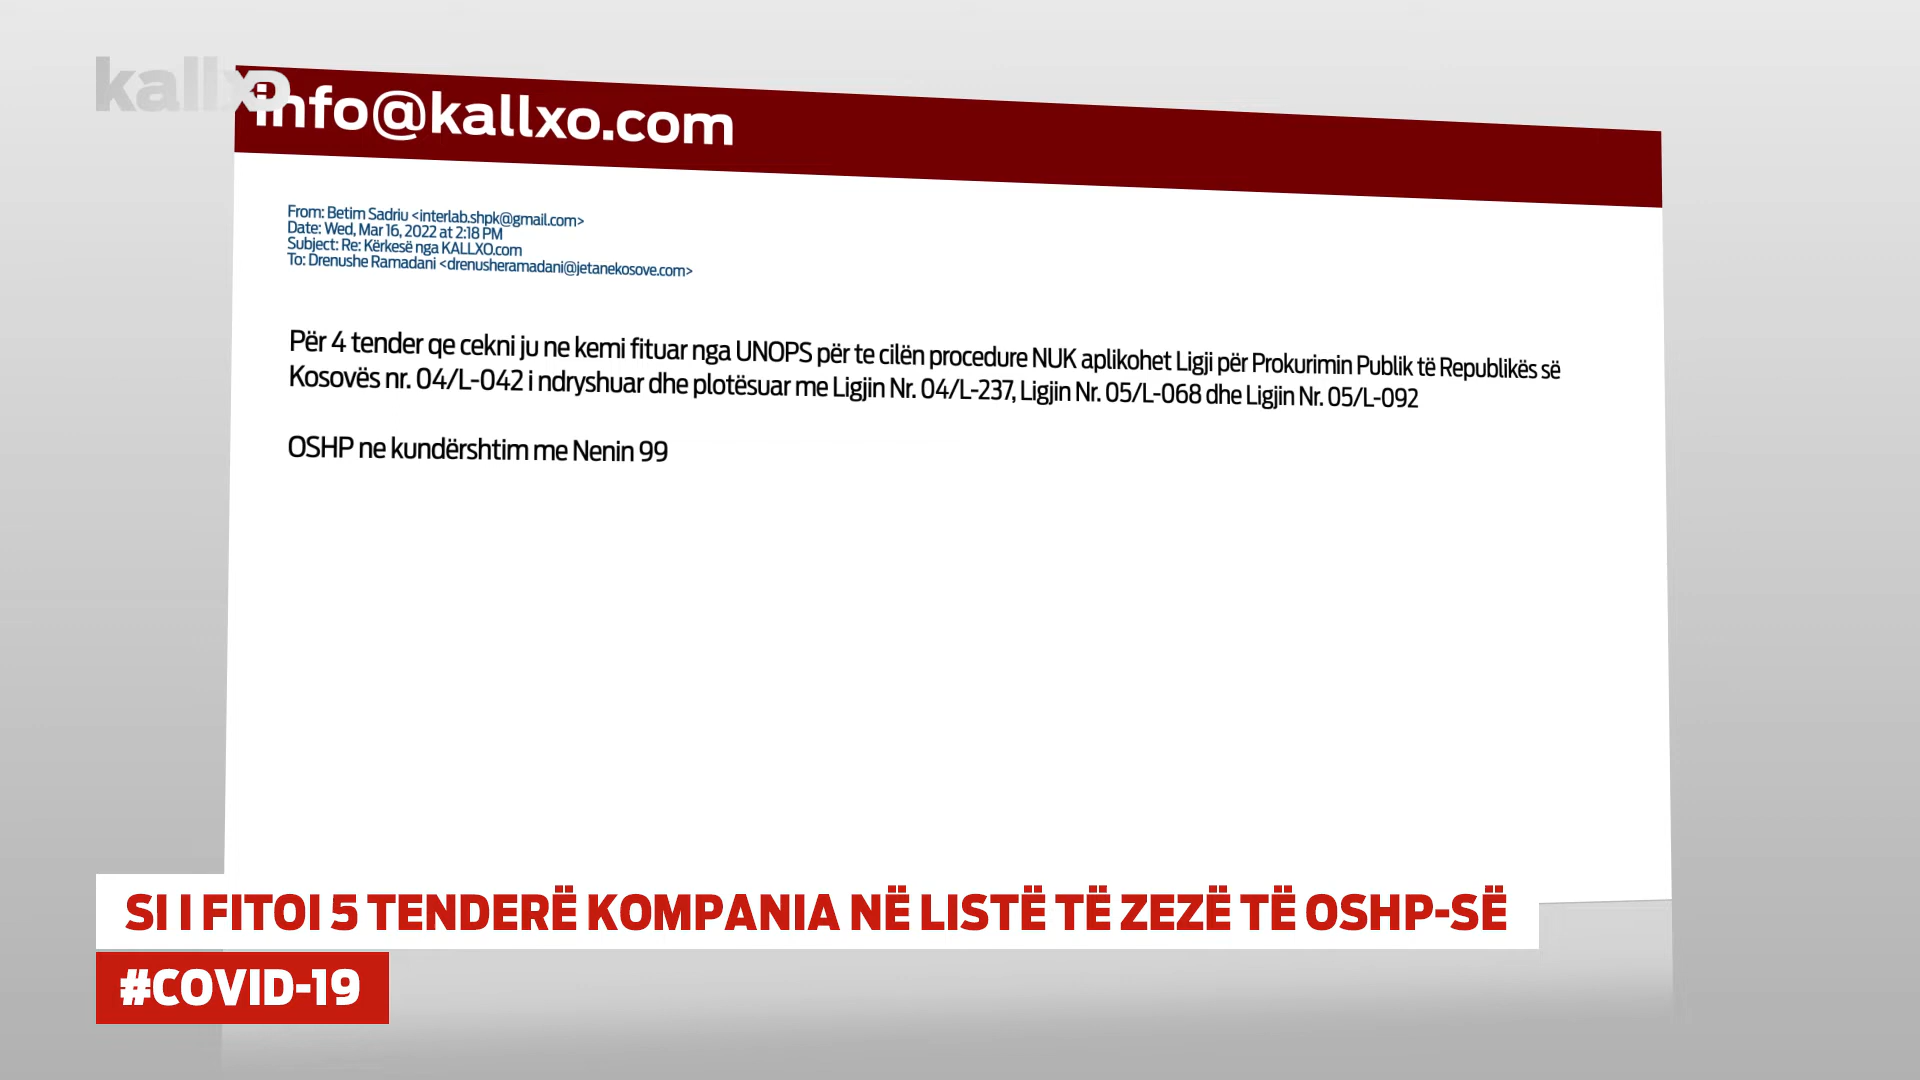 kallxo
info@kallxo.com
From: Betim Sadriu <interlab.shpk@gmail.com>
Date: Wed, Mar 16, 2022 at 2:18 PM
Subject: Re: Kërkesë nga KALLXO.com
To: Drenushe Ramadani <drenusheramadani@jetanekosove.com>
Për 4 tender qe cekni ju ne kemi fituar nga UNOPS për te cilën procedure NUK aplikohet Ligji për Prokurimin Publik të Republikës së
Kosovës nr. 04/L-042 i ndryshuar dhe plotësuar me Ligjin Nr. 04/L-237, Ligjin Nr. 05/L-068 dhe Ligjin Nr. 05/L-092
OSHP ne kundërshtim me Nenin 99
SI I FITOI 5 TENDERË KOMPANIA NË LISTË TË ZEZË TË OSHP-SË
#COVID-19